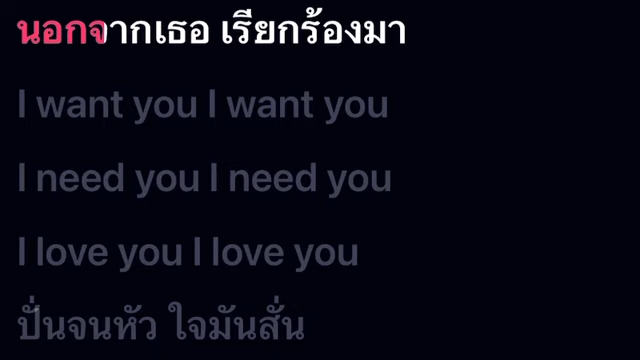 นอกจากเธอ เรียกร้องมา
I want you I want you
I need you I need you
I love you I love you
ปั่นจนหัว ใจมันสั่น